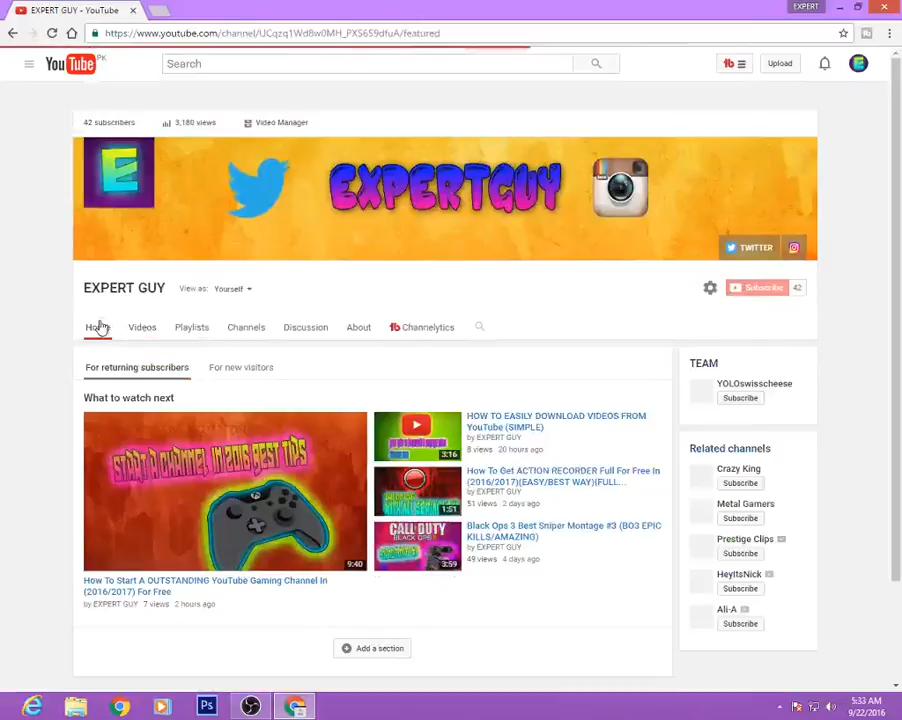 EXPERT GUY - YouTube
EXPERT
https://www.youtube.com/channel/UCqzq1Wd8w0MH_PXS659dfuA/featured
YouTube PK
Search
tb
Upload
E
42 subscribers
3,180 views
Video Manager
E
EXPERTGUY
TWITTER
EXPERT GUY
View as:
Yourself
Subscribe
42
Home
Videos
Playlists
Channels
Discussion
About
tb Channelytics
For returning subscribers
For new visitors
What to watch next
START A CHANNEL IN 2016 BEST TIPS
9:40
How To Start A OUTSTANDING YouTube Gaming Channel In
(2016/2017) For Free
by EXPERT GUY 7 views 2 hours ago
3:16
HOW TO EASILY DOWNLOAD VIDEOS FROM
YouTube (SIMPLE)
by EXPERT GUY
8 views 20 hours ago
1:51
How To Get ACTION RECORDER Full For Free In
(2016/2017)(EASY/BEST WAY)(FULL...
by EXPERT GUY
51 views 2 days ago
CALL DUTY
BLACK OPS
3:59
Black Ops 3 Best Sniper Montage #3 (BO3 EPIC
KILLS/AMAZING)
by EXPERT GUY
49 views 4 days ago
Add a section
TEAM
YOLOswisscheese
Subscribe
Related channels
Crazy King
Subscribe
Metal Gamers
Subscribe
Prestige Clips
Subscribe
HeyItsNick
Subscribe
Ali-A
Subscribe
Ps
5:33 AM
9/22/2016